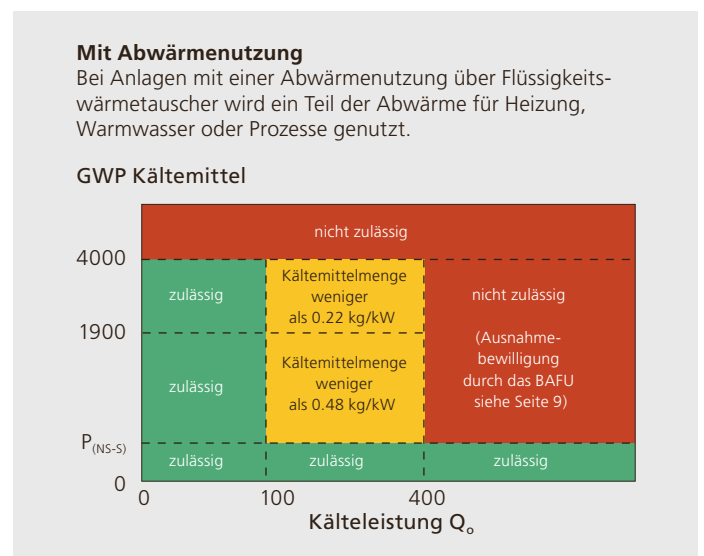 Mit Abwärmenutzung
Bei Anlagen mit einer Abwärmenutzung über Flüssigkeits-
wärmetauscher wird ein Teil der Abwärme für Heizung,
Warmwasser oder Prozesse genutzt.
GWP Kältemittel
nicht zulässig
4000
zulässig
Kältemittelmenge
weniger
als 0.22 kg/kW
nicht zulässig
1900
(Ausnahme-
bewilligung
durch das BAFU
siehe Seite 9)
zulässig
Kältemittelmenge
weniger
als 0.48 kg/kW
P(NS-S)
zulässig
zulässig
zulässig
0
0
100
400
Kälteleistung Qo